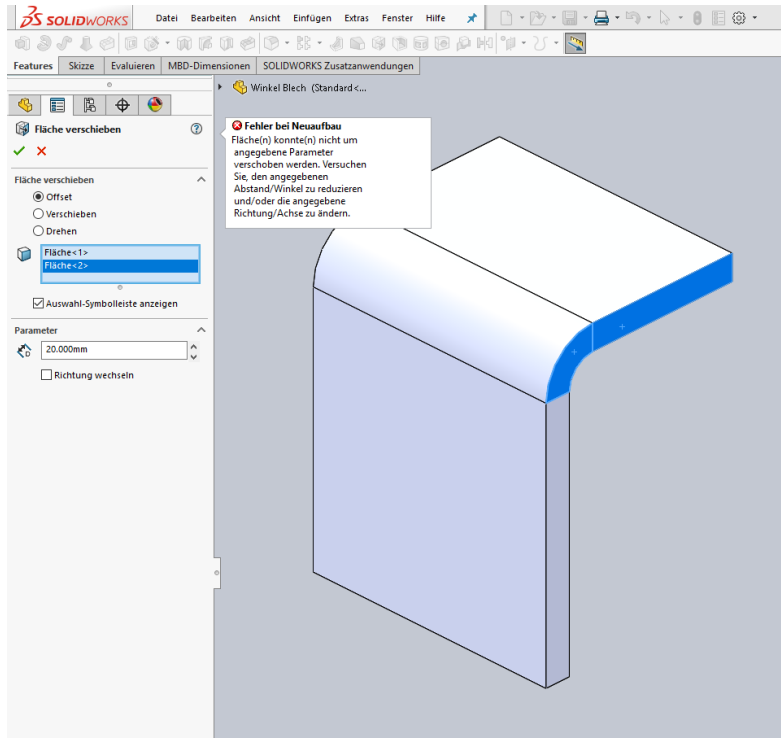 SOLIDWORKS
Datei Bearbeiten Ansicht Einfügen Extras Fenster Hilfe
Features Skizze Evaluieren MBD-Dimensionen SOLIDWORKS Zusatzanwendungen
Winkel Blech (Standard<...
Fläche verschieben
Fehler bei Neuaufbau
Fläche(n) konnte(n) nicht um
angegebene Parameter
verschoben werden. Versuchen
Sie, den angegebenen
Abstand/Winkel zu reduzieren
und/oder die angegebene
Richtung/Achse zu ändern.
Fläche verschieben
Offset
Verschieben
Drehen
Fläche<1>
Fläche<2>
Auswahl-Symbolleiste anzeigen
Parameter
20.000mm
Richtung wechseln